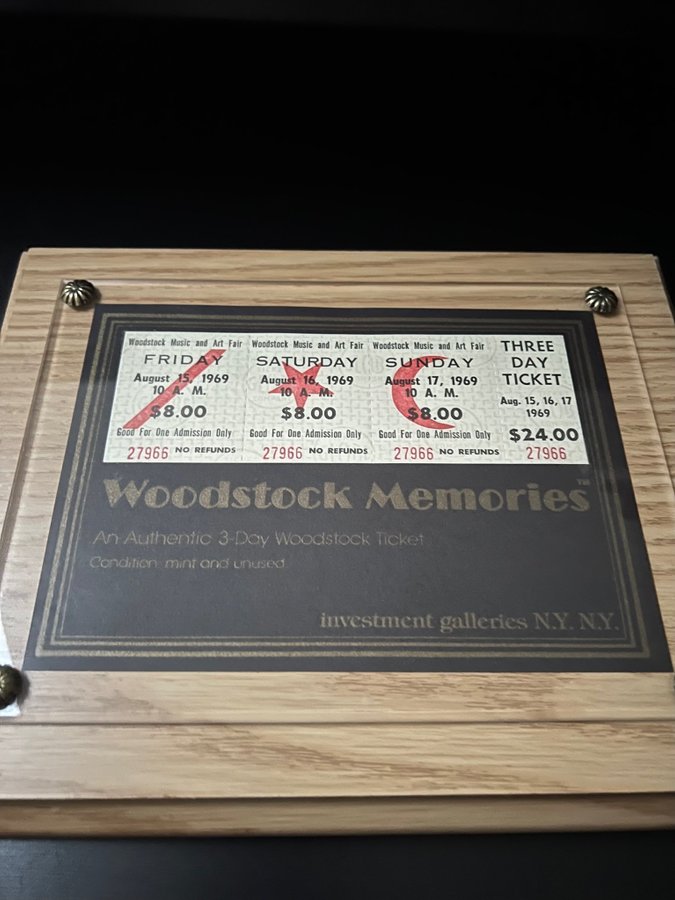 Woodstock Music and Art Fair
FRIDAY
August 15, 1969
10 A. M.
$8.00
Good For One Admission Only
27966 NO REFUNDS
Woodstock Music and Art Fair
SATURDAY
August 16, 1969
10 A. M.
$8.00
Good For One Admission Only
27966 NO REFUNDS
Woodstock Music and Art Fair
SUNDAY
August 17, 1969
10 A. M.
$8.00
Good For One Admission Only
27966 NO REFUNDS
THREE
DAY
TICKET
Aug. 15, 16, 17
1969
$24.00
27966
Woodstock Memories™
An Authentic 3-Day Woodstock Ticket
Condition: mint and unused
investment galleries N.Y. N.Y.